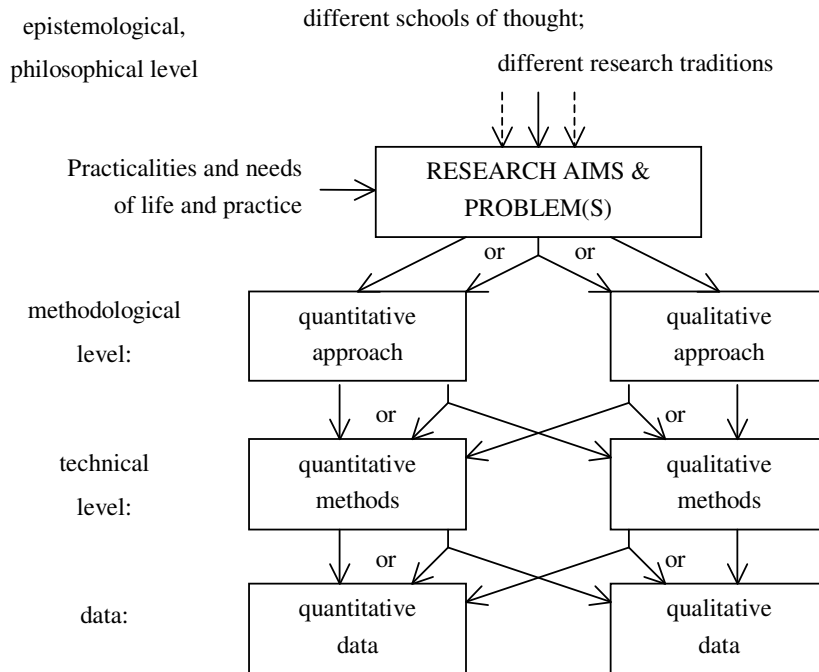 epistemological,
philosophical level
different schools of thought;
different research traditions
Practicalities and needs
of life and practice
RESEARCH AIMS &
PROBLEM(S)
or or
methodological
level:
quantitative
approach
qualitative
approach
or or
technical
level:
quantitative
methods
qualitative
methods
or or
data:
quantitative
data
qualitative
data